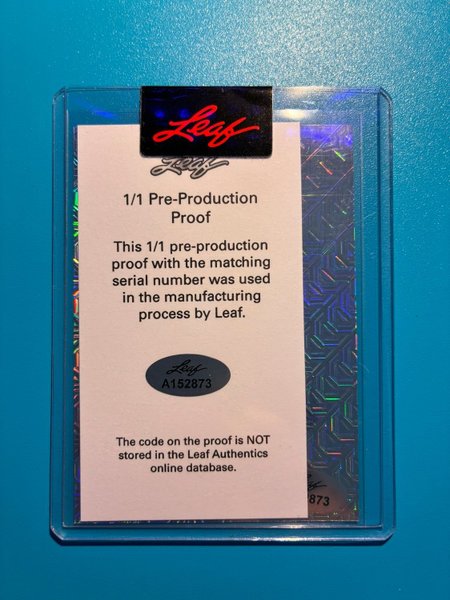 Leaf
Leaf
1/1 Pre-Production
Proof
This 1/1 pre-production
proof with the matching
serial number was used
in the manufacturing
process by Leaf.
Leaf
A152873
The code on the proof is NOT
stored in the Leaf Authentics
online database.
Leaf
873